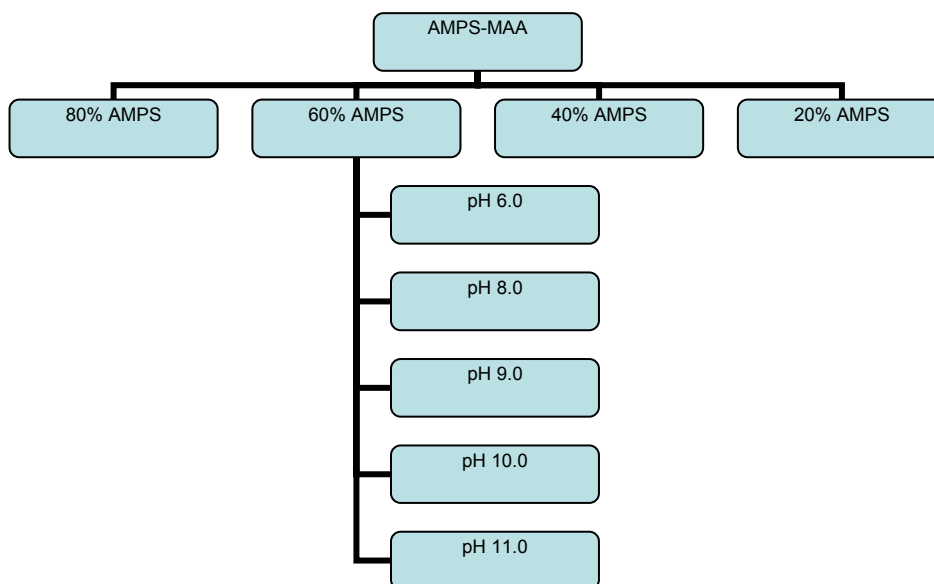 AMPS-MAA
80% AMPS
60% AMPS
40% AMPS
20% AMPS
pH 6.0
pH 8.0
pH 9.0
pH 10.0
pH 11.0